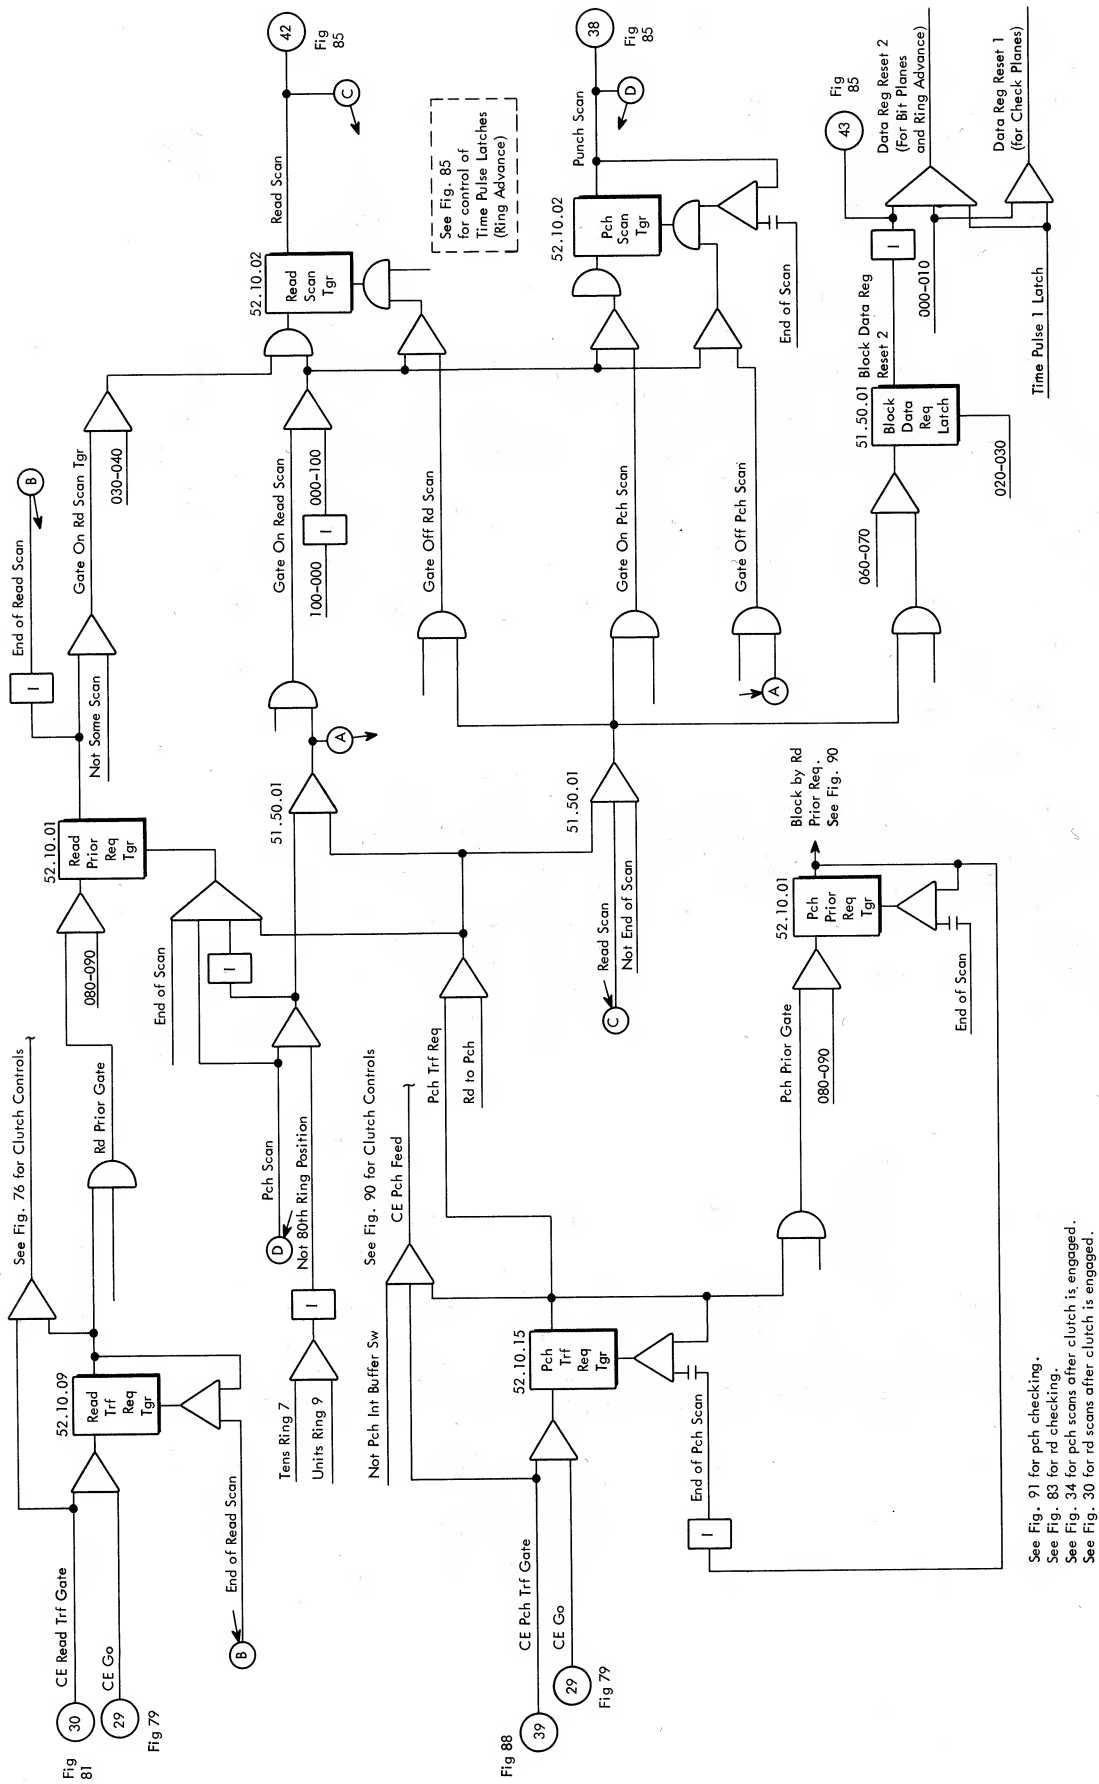 42
Fig
85
C
Read Scan
52.10.02
Read
Scan
Tgr
See Fig. 85
for control of
Time Pulse Latches
(Ring Advance)
38
Fig
85
D
Punch Scan
52.10.02
Pch
Scan
Tgr
End of Scan
43
Fig
85
Data Reg Reset 2
(For Bit Planes
and Ring Advance)
Data Reg Reset 1
(for Check Planes)
I
000-010
Time Pulse 1 Latch
Block Data Reg
Reset 2
51.50.01
Block
Data
Req
Latch
020-030
060-070
B
End of Read Scan
I
Gate On Rd Scan Tgr
030-040
Not Some Scan
Gate On Read Scan
100-000
I
000-100
Gate Off Rd Scan
Gate On Pch Scan
Gate Off Pch Scan
A
52.10.01
Read
Prior
Req
Tgr
080-090
End of Scan
I
51.50.01
A
51.50.01
C
Read Scan
Not End of Scan
Block by Rd
Prior Req.
See Fig. 90
52.10.01
Pch
Prior
Req
Tgr
End of Scan
Pch Prior Gate
080-090
See Fig. 76 for Clutch Controls
Rd Prior Gate
Pch Scan
D
Not 80th Ring Position
I
Tens Ring 7
Units Ring 9
See Fig. 90 for Clutch Controls
CE Pch Feed
Pch Trf Req
Rd to Pch
Not Pch Int Buffer Sw
52.10.09
Read
Trf
Req
Tgr
End of Read Scan
B
CE Read Trf Gate
30
Fig
81
CE Go
29
Fig 79
52.10.15
Pch
Trf
Req
Tgr
End of Pch Scan
I
CE Pch Trf Gate
39
Fig 88
CE Go
29
Fig 79
See Fig. 91 for pch checking.
See Fig. 83 for rd checking.
See Fig. 34 for pch scans after clutch is engaged.
See Fig. 30 for rd scans after clutch is engaged.